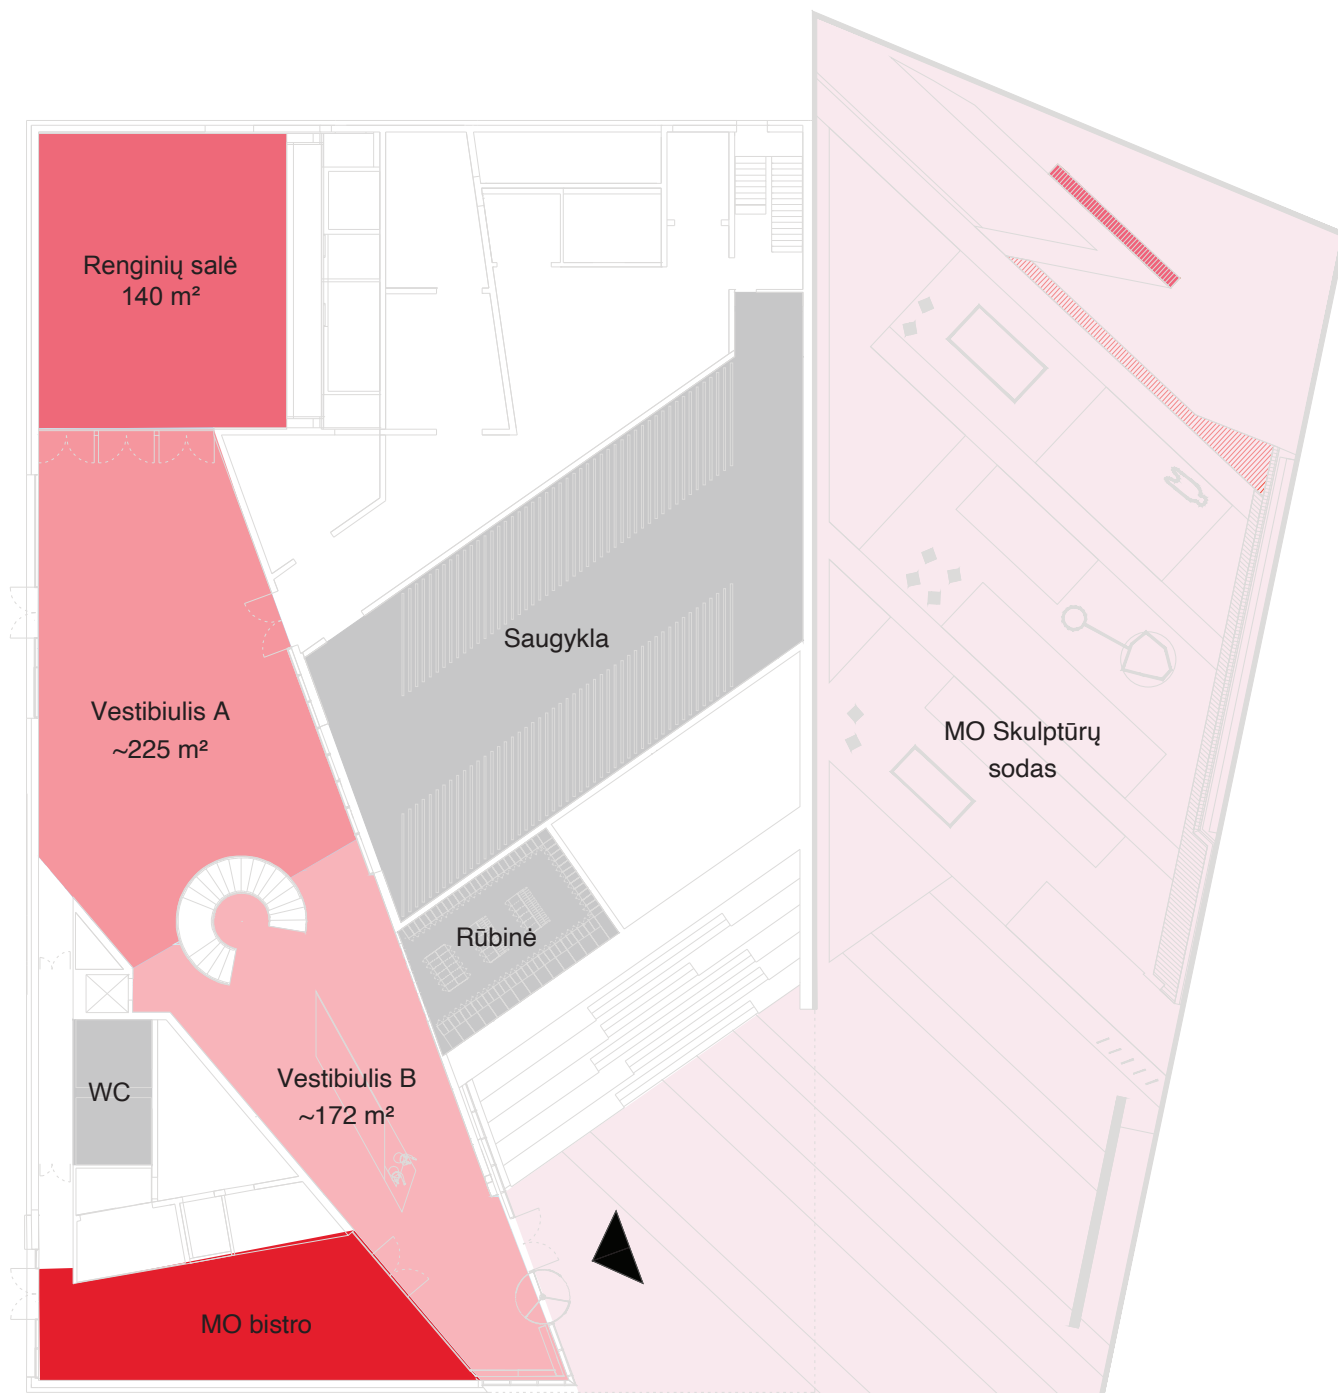 Renginių salė
140 m²
Saugykla
Vestibiulis A
~225 m²
MO Skulptūrų
sodas
Rūbinė
Vestibiulis B
~172 m²
WC
MO bistro